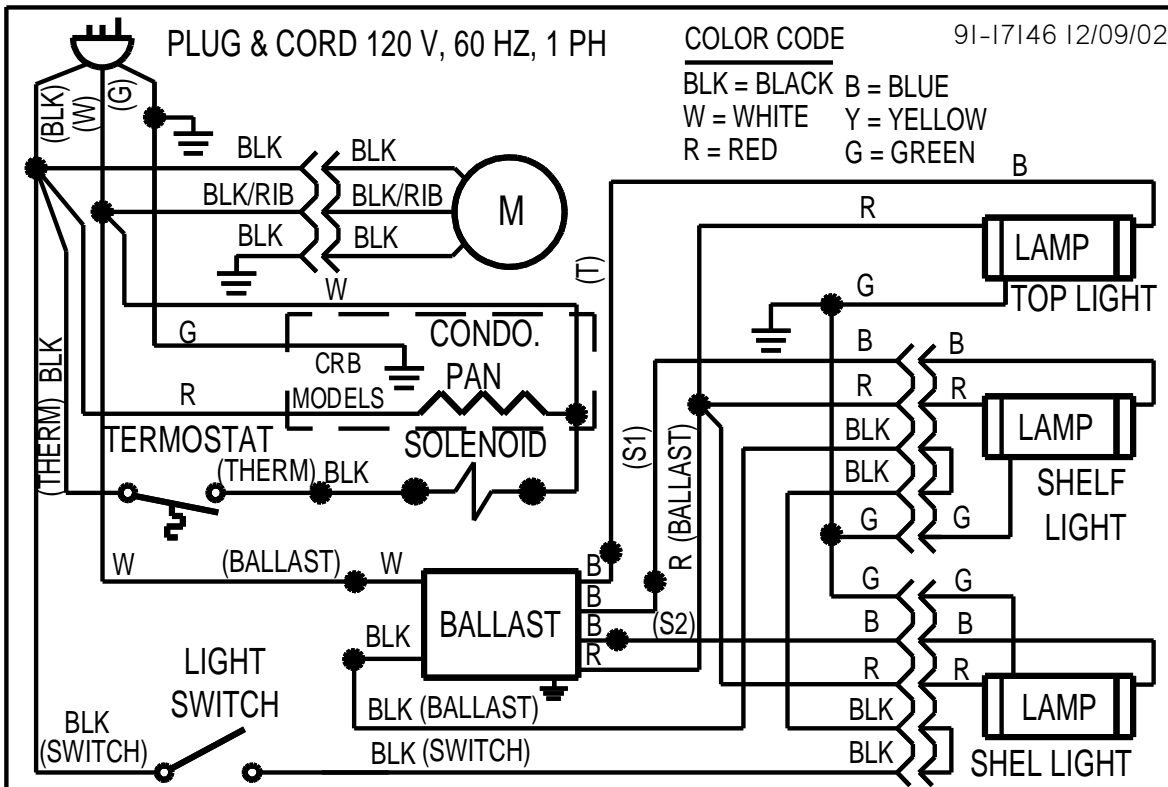 PLUG & CORD 120 V, 60 HZ, 1 PH
COLOR CODE
91-17146 12/09/02
BLK = BLACK
B = BLUE
W = WHITE
Y = YELLOW
R = RED
G = GREEN
(BLK)
(W)
(G)
BLK
BLK
BLK/RIB
BLK/RIB
BLK
BLK
M
W
G
CONDO.
CRB
PAN
R
MODELS
TERMOSTAT
SOLENOID
(THERM) BLK
(THERM)
BLK
W
(BALLAST)
W
BALLAST
BLK
LIGHT
SWITCH
BLK (BALLAST)
BLK
(SWITCH)
BLK (SWITCH)
B
B
B
R
(T)
(S1)
(S2)
R (BALLAST)
B
R
LAMP
G
TOP LIGHT
B
B
R
R
LAMP
BLK
BLK
SHELF
LIGHT
G
G
G
G
B
B
R
R
LAMP
BLK
BLK
SHEL LIGHT